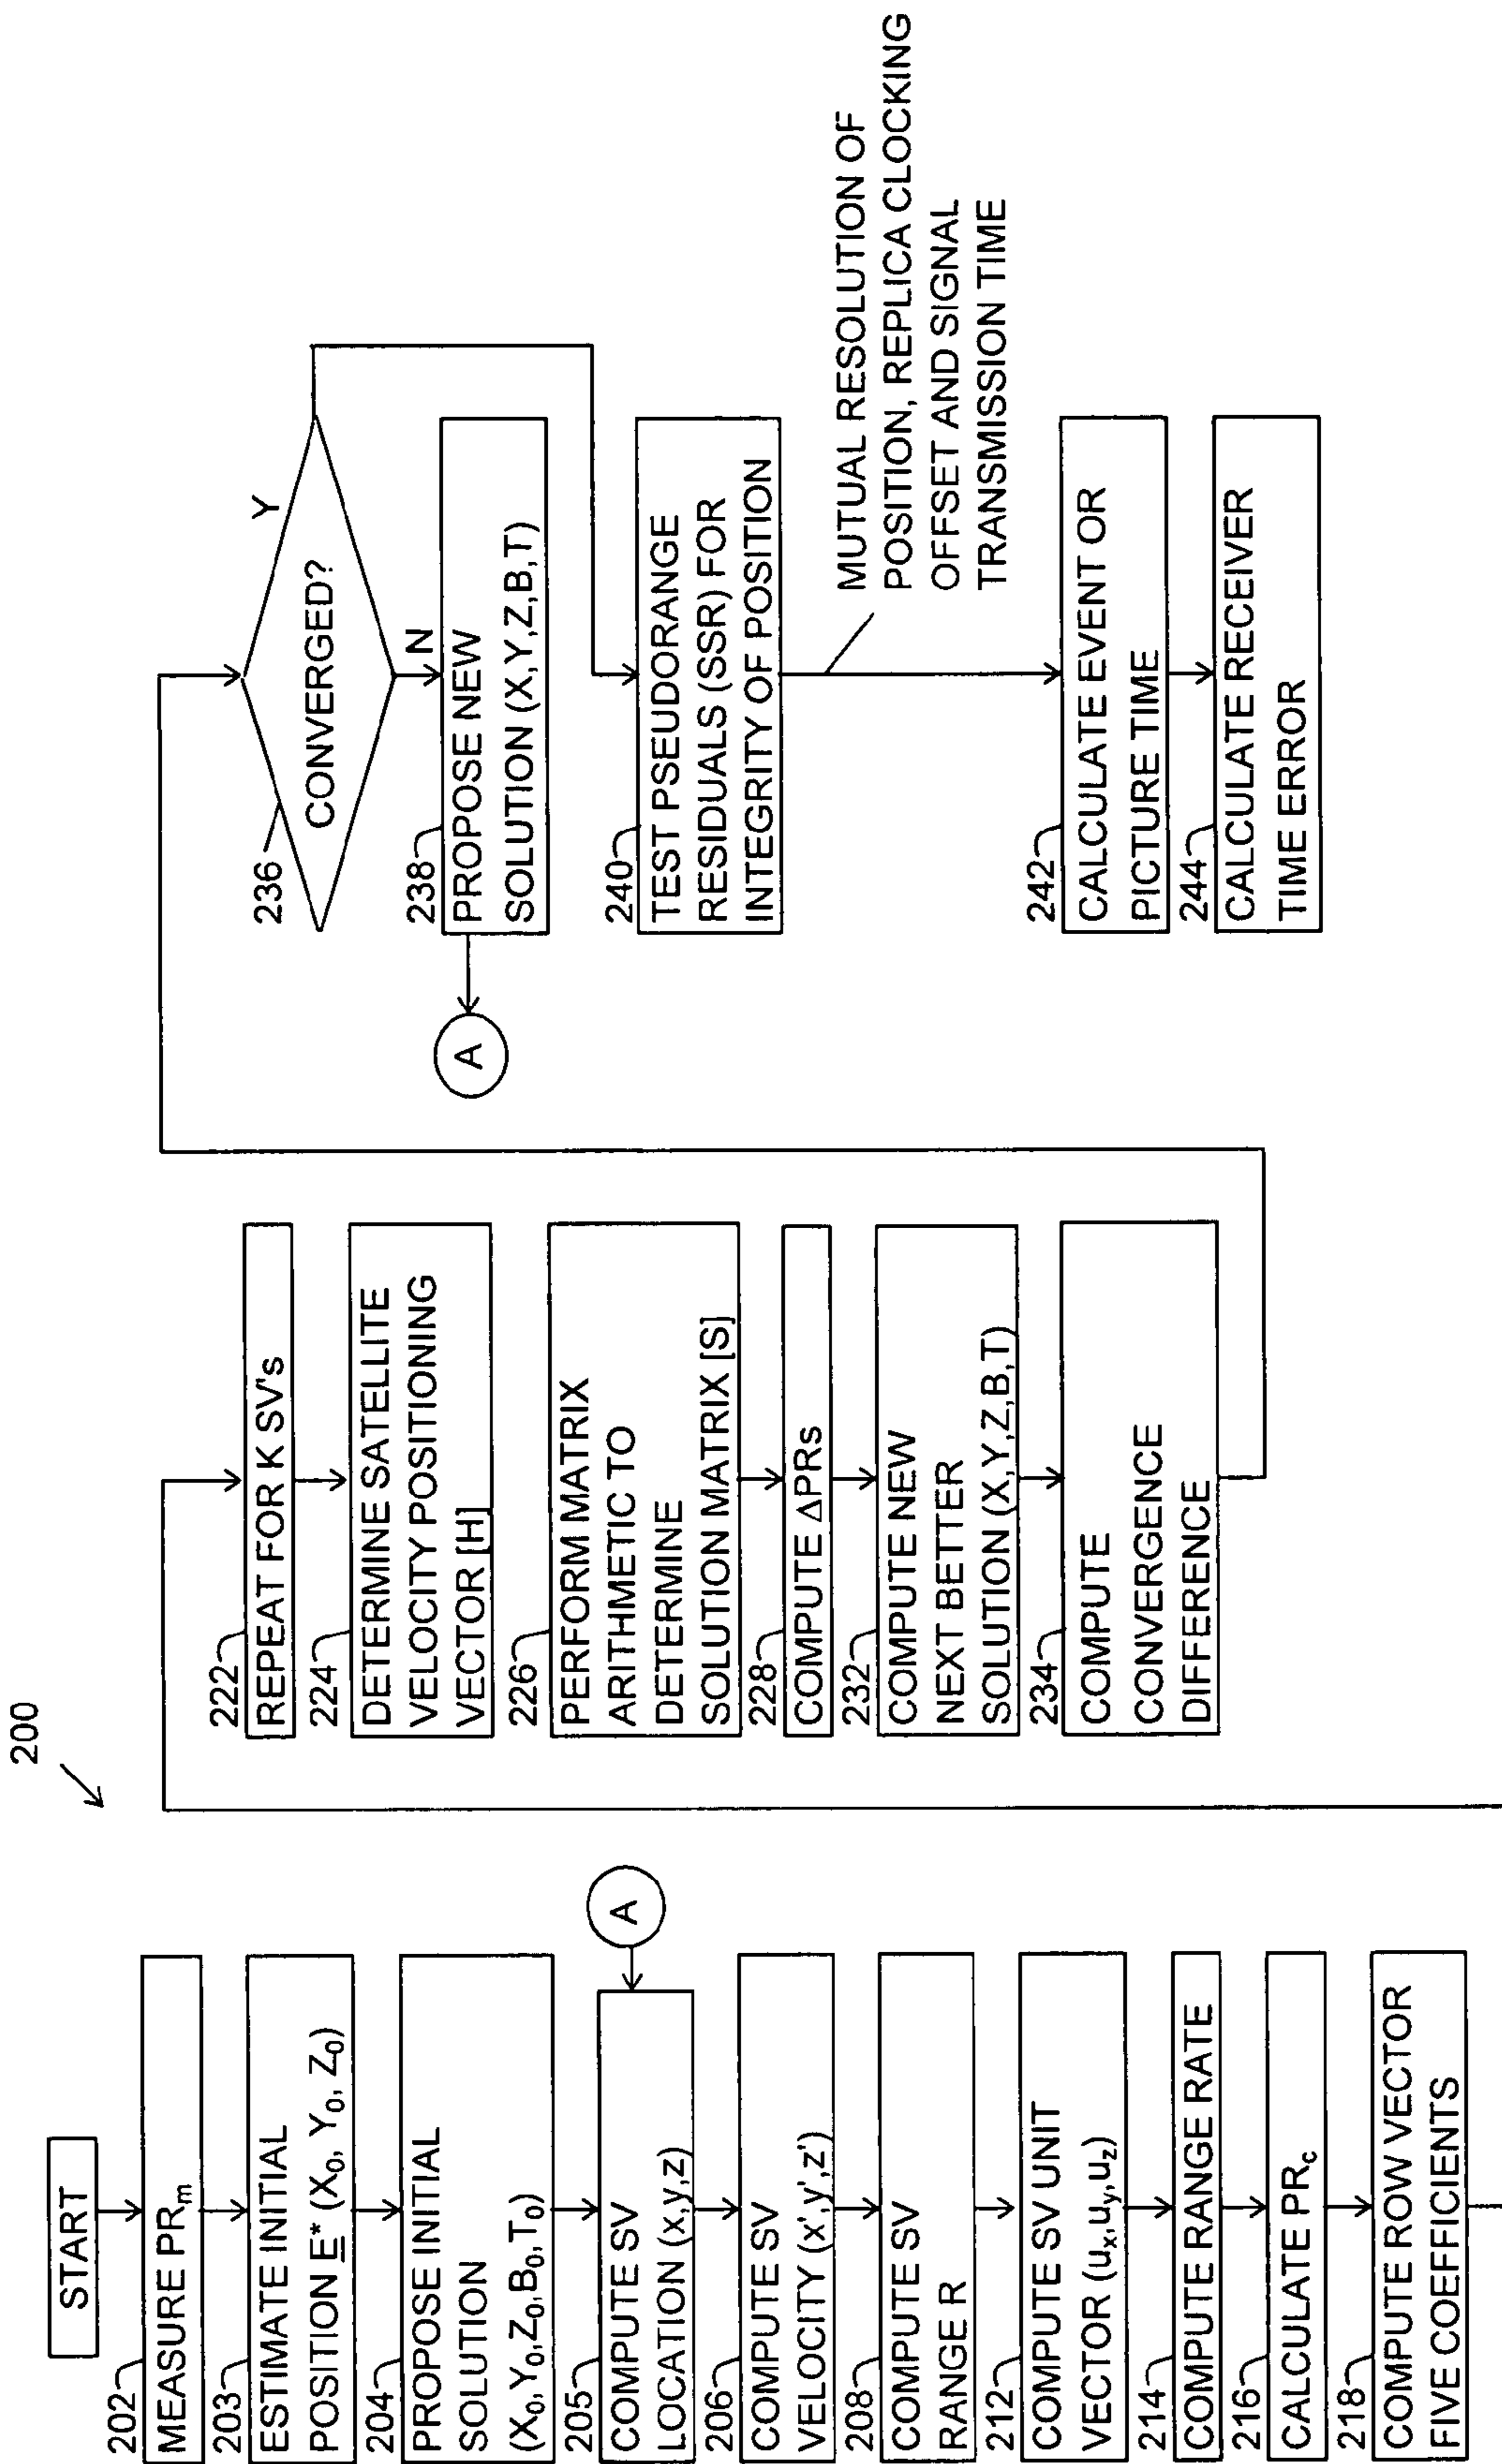 200
START
202
MEASURE PRm
203
ESTIMATE INITIAL
POSITION E* (X0, Y0, Z0)
204
PROPOSE INITIAL
SOLUTION
(X0,Y0,Z0,B0,T0)
205
COMPUTE SV
LOCATION (x,y,z)
A
206
COMPUTE SV
VELOCITY (x',y',z')
208
COMPUTE SV
RANGE R
212
COMPUTE SV UNIT
VECTOR (ux,uy,uz)
214
COMPUTE RANGE RATE
216
CALCULATE PRc
218
COMPUTE ROW VECTOR
FIVE COEFFICIENTS
222
REPEAT FOR K SV's
224
DETERMINE SATELLITE
VELOCITY POSITIONING
VECTOR [H]
226
PERFORM MATRIX
ARITHMETIC TO
DETERMINE
SOLUTION MATRIX [S]
228
COMPUTE ΔPRs
232
COMPUTE NEW
NEXT BETTER
SOLUTION (X,Y,Z,B,T)
234
COMPUTE
CONVERGENCE
DIFFERENCE
236
CONVERGED?
Y
N
238
PROPOSE NEW
SOLUTION (X,Y,Z,B,T)
A
240
TEST PSEUDORANGE
RESIDUALS (SSR) FOR
INTEGRITY OF POSITION
MUTUAL RESOLUTION OF
POSITION, REPLICA CLOCKING
OFFSET AND SIGNAL
TRANSMISSION TIME
242
CALCULATE EVENT OR
PICTURE TIME
244
CALCULATE RECEIVER
TIME ERROR